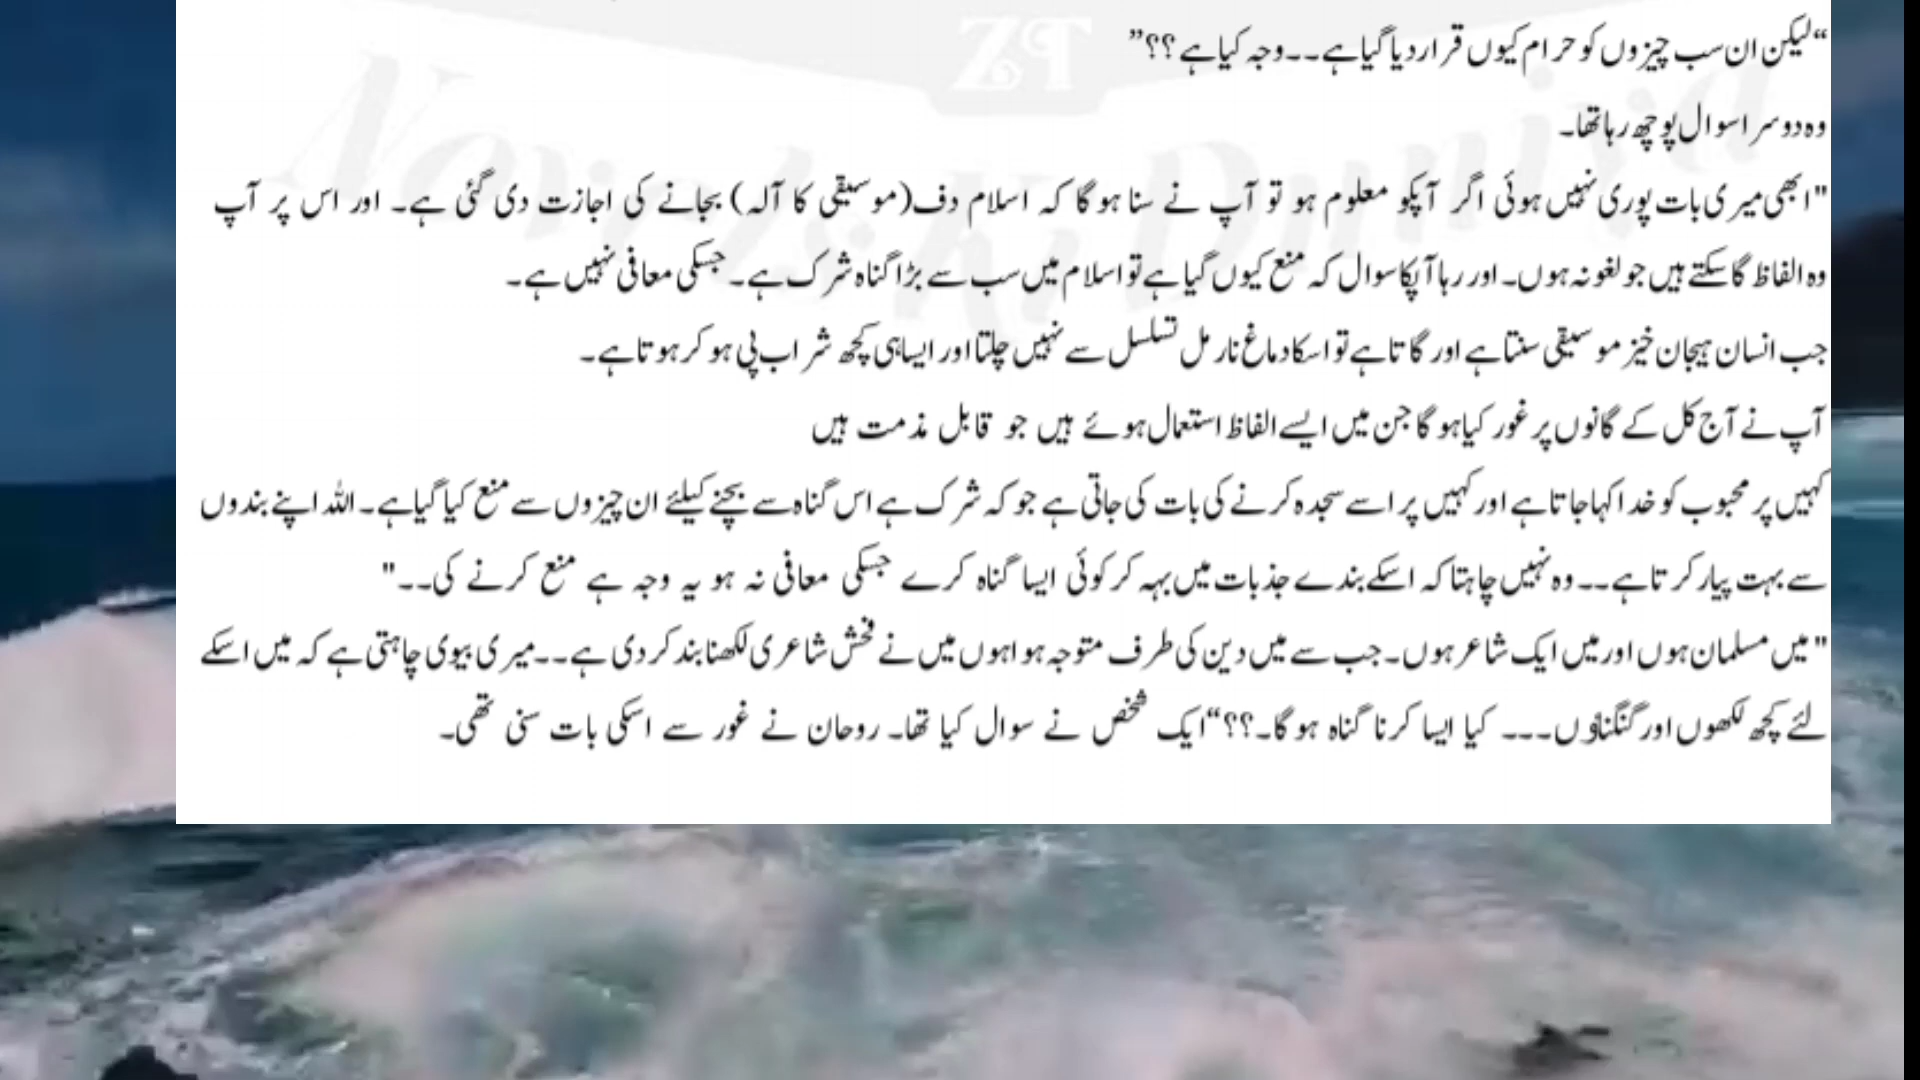 “لیکن ان سب چیزوں کو حرام کیوں قرار دیا گیا ہے۔۔وجہ کیا ہے ؟؟”
وہ دوسرا سوال پوچھ رہا تھا۔
"ابھی میری بات پوری نہیں ہوئی اگر آپکو معلوم ہو تو آپ نے سنا ہو گا کہ اسلام دف(موسیقی کا آلہ) بجانے کی اجازت دی گئی ہے۔ اور اس پر آپ
وہ الفاظ گا سکتے ہیں جو لغو نہ ہوں۔ اور رہا آپکا سوال کہ منع کیوں گیا ہے تو اسلام میں سب سے بڑا گناہ شرک ہے۔ جسکی معافی نہیں ہے۔
جب انسان ہیجان خیز موسیقی سنتا ہے اور گاتا ہے تو اسکا دماغ نارمل تسلسل سے نہیں چلتا اور ایسا ہی کچھ شراب پی ہو کر ہوتا ہے۔
آپ نے آج کل کے گانوں پر غور کیا ہو گا جن میں ایسے الفاظ استعمال ہوئے ہیں جو قابل مذمت ہیں
کہیں پر محبوب کو خدا کہا جاتا ہے اور کہیں پر اسے سجدہ کرنے کی بات کی جاتی ہے جو کہ شرک ہے اس گناہ سے بچنے کیلئے ان چیزوں سے منع کیا گیا ہے۔ اللہ اپنے بندوں
سے بہت پیار کرتا ہے۔۔ وہ نہیں چاہتا کہ اسکے بندے جذبات میں بہہ کر کوئی ایسا گناہ کرے جسکی معافی نہ ہو یہ وجہ ہے منع کرنے کی۔۔"
" میں مسلمان ہوں اور میں ایک شاعر ہوں۔ جب سے میں دین کی طرف متوجہ ہوا ہوں میں نے فحش شاعری لکھنا بند کر دی ہے۔۔ میری بیوی چاہتی ہے کہ میں اسکے
لئے کچھ لکھوں اور گنگناؤں۔۔۔ کیا ایسا کرنا گناہ ہو گا۔؟؟“ایک شخص نے سوال کیا تھا۔ روحان نے غور سے اسکی بات سنی تھی۔
ZT
Novels Ki Duniya